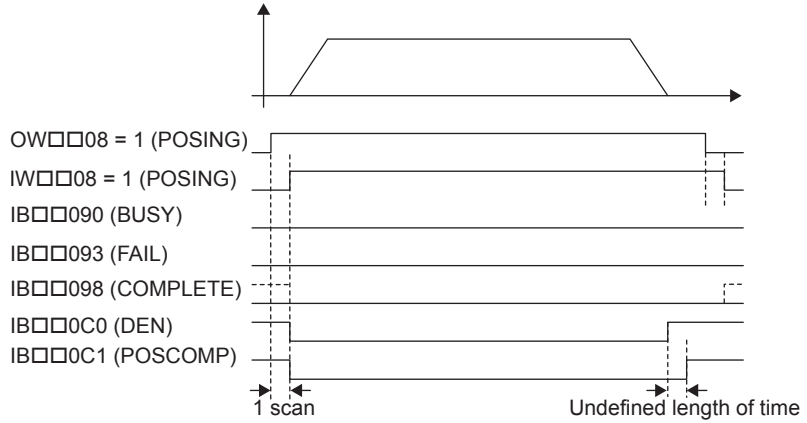 OW□□08 = 1 (POSING)
IW□□08 = 1 (POSING)
IB□□090 (BUSY)
IB□□093 (FAIL)
IB□□098 (COMPLETE)
IB□□0C0 (DEN)
IB□□0C1 (POSCOMP)
1 scan
Undefined length of time